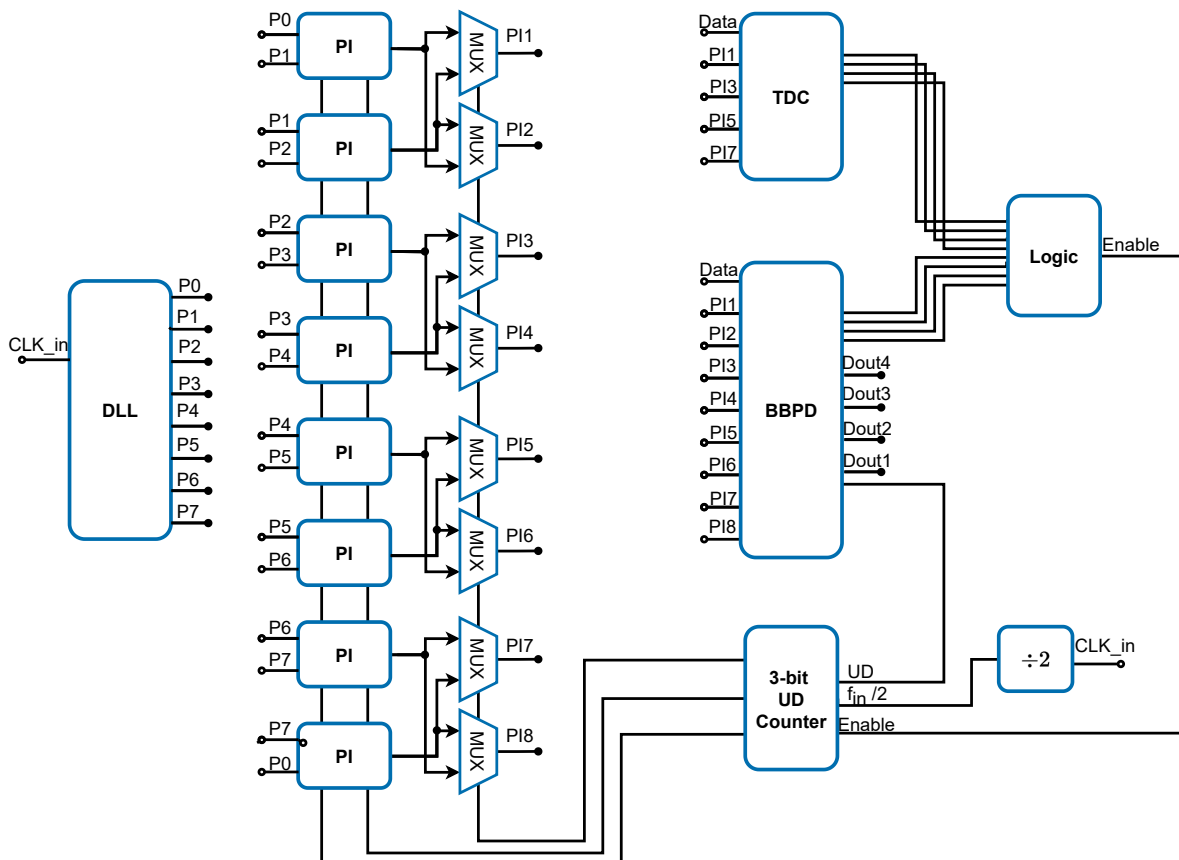 CLK_in
DLL
P0
P1
P2
P3
P4
P5
P6
P7
P0
P1
PI
P1
P2
PI
P2
P3
PI
P3
P4
PI
P4
P5
PI
P5
P6
PI
P6
P7
PI
P7
P0
PI
MUX
PI1
MUX
PI2
MUX
PI3
MUX
PI4
MUX
PI5
MUX
PI6
MUX
PI7
MUX
PI8
Data
PI1
PI3
PI5
PI7
TDC
Data
PI1
PI2
PI3
PI4
PI5
PI6
PI7
PI8
BBPD
Dout4
Dout3
Dout2
Dout1
Logic
Enable
3-bit
UD
Counter
UD
fin /2
Enable
÷2
CLK_in